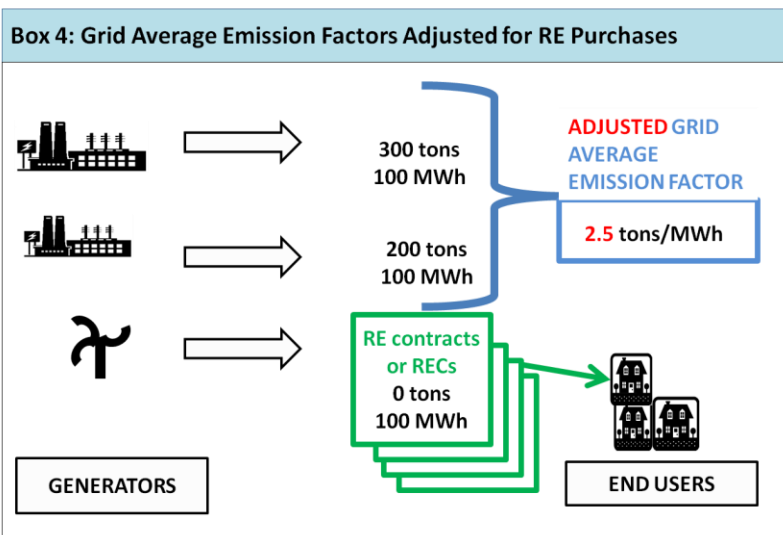 Box 4: Grid Average Emission Factors Adjusted for RE Purchases
300 tons
100 MWh
ADJUSTED GRID
AVERAGE
EMISSION FACTOR
2.5 tons/MWh
200 tons
100 MWh
RE contracts
or RECs
0 tons
100 MWh
GENERATORS
END USERS